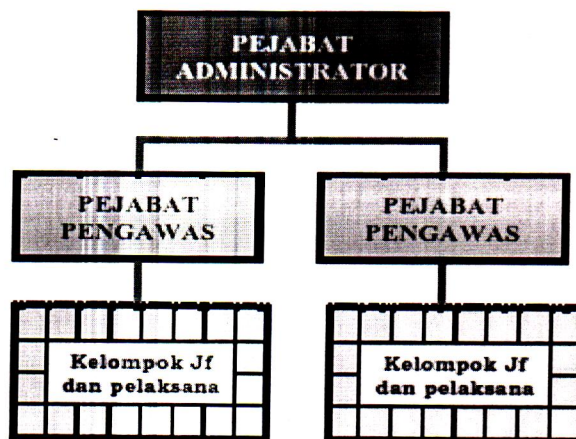 PEJABAT
ADMINISTRATOR
PEJABAT
PENGAWAS
PEJABAT
PENGAWAS
Kelompok Jf
dan pelaksana
Kelompok Jf
dan pelaksana